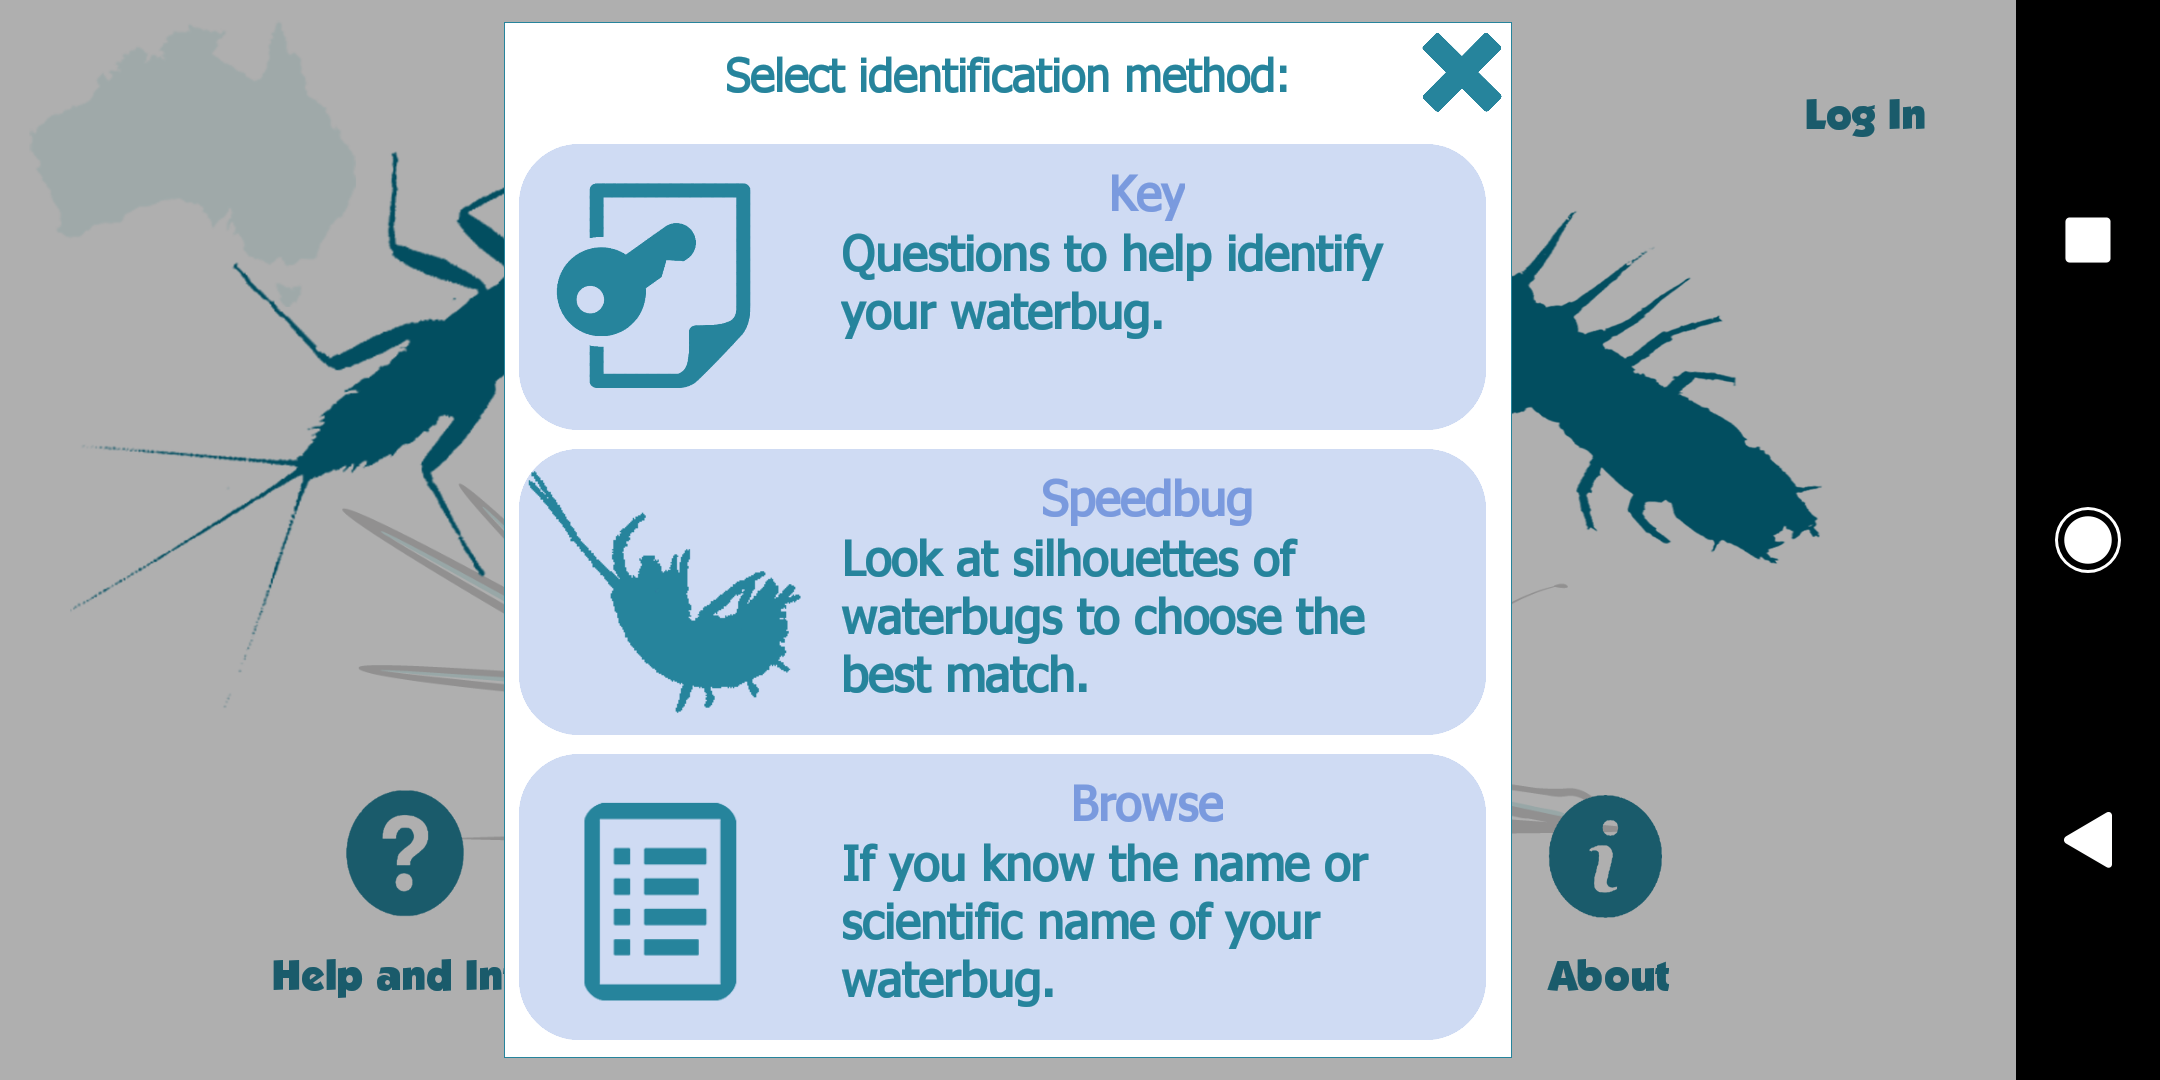 Select identification method:
Log In
Key
Questions to help identify
your waterbug.
Speedbug
Look at silhouettes of
waterbugs to choose the
best match.
Browse
If you know the name or
scientific name of your
waterbug.
Help and
About